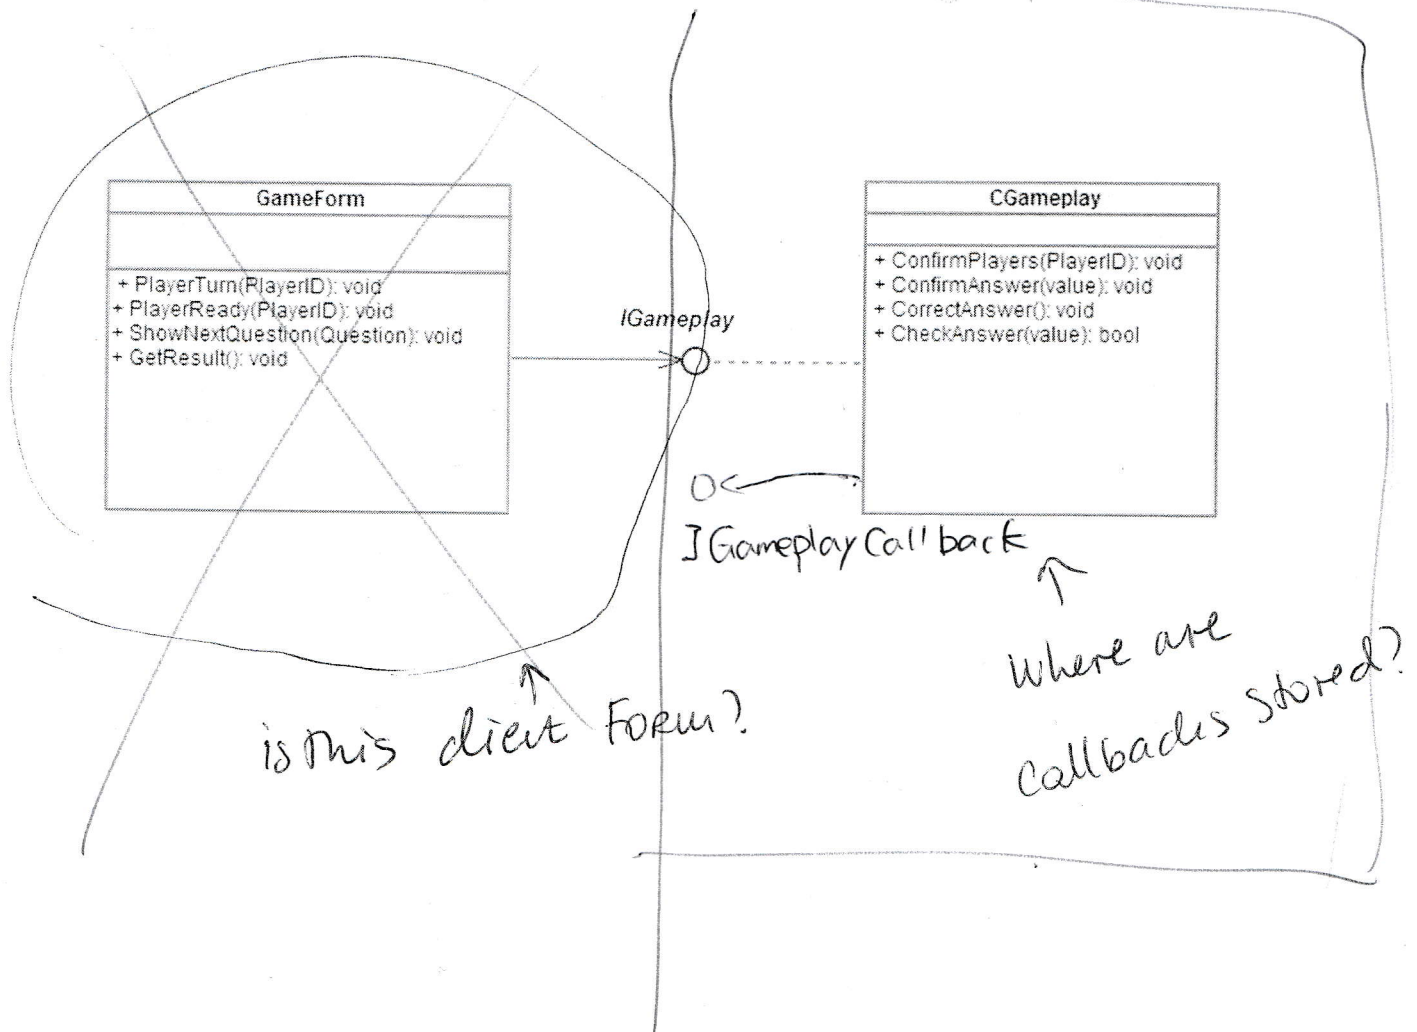 GameForm
+ PlayerTurn(PlayerID): void
+ PlayerReady(PlayerID): void
+ ShowNextQuestion(Question): void
+ GetResult(): void
IGameplay
CGameplay
+ ConfirmPlayers(PlayerID): void
+ ConfirmAnswer(value): void
+ CorrectAnswer(): void
+ CheckAnswer(value): bool
IGameplayCallback
is this client Form?
where are
callbacks stored?